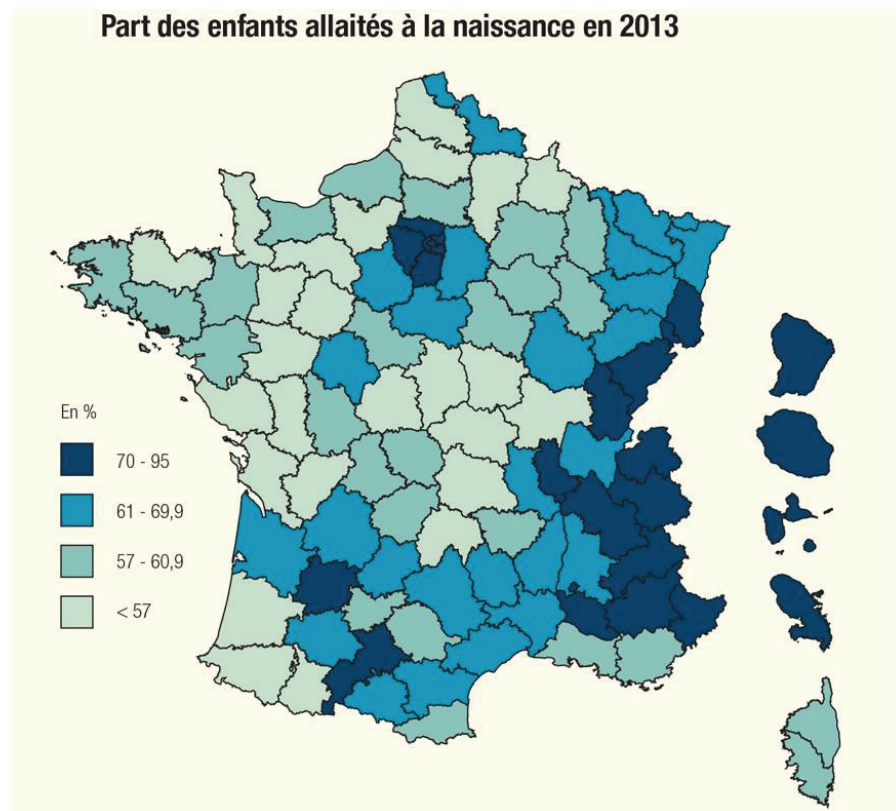 Part des enfants allaités à la naissance en 2013
En %
70 - 95
61 - 69,9
57 - 60,9
< 57